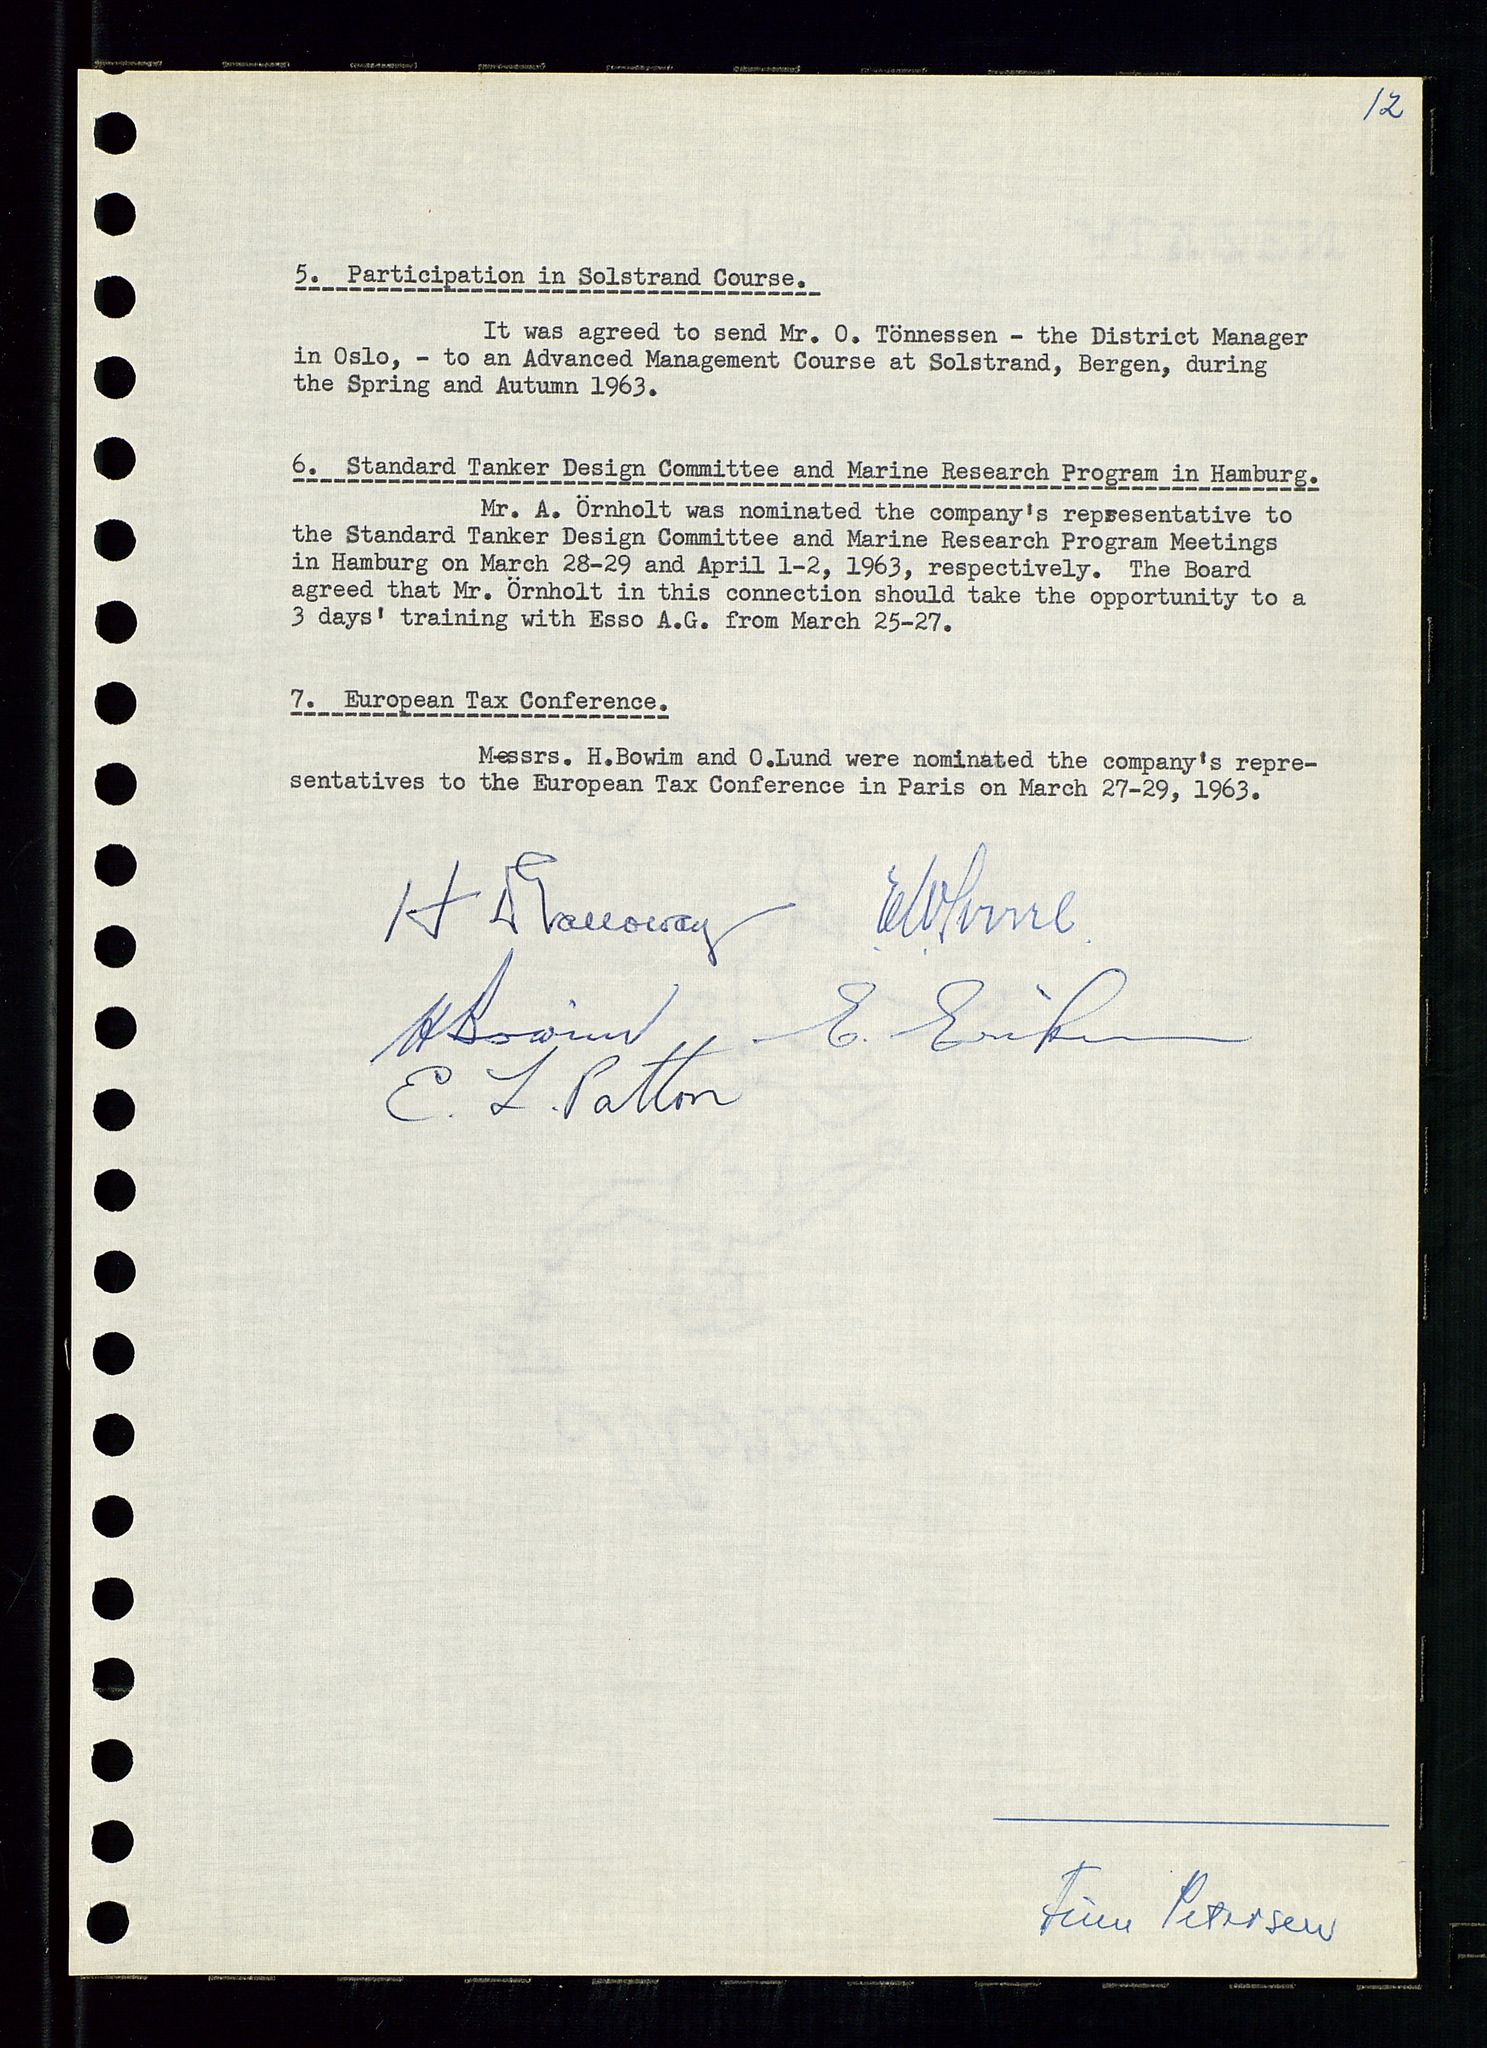 12
5. Participation in Solstrand Course.
It was agreed to send Mr. O. Tönnessen - the District Manager
in Oslo, - to an Advanced Management Course at Solstrand, Bergen, during
the Spring and Autumn 1963.
6. Standard Tanker Design Committee and Marine Research Program in Hamburg.
Mr. A. Örnholt was nominated the company's representative to
the Standard Tanker Design Committee and Marine Research Program Meetings
in Hamburg on March 28-29 and April 1-2, 1963, respectively. The Board
agreed that Mr. Örnholt in this connection should take the opportunity to a
3 days' training with Esso A.G. from March 25-27.
7. European Tax Conference.
Messrs. H.Bowim and O.Lund were nominated the company's repre-
sentatives to the European Tax Conference in Paris on March 27-29, 1963.
H Galloway
H Bowim E. Eriksen
E. L. Patton
Finn Petersen